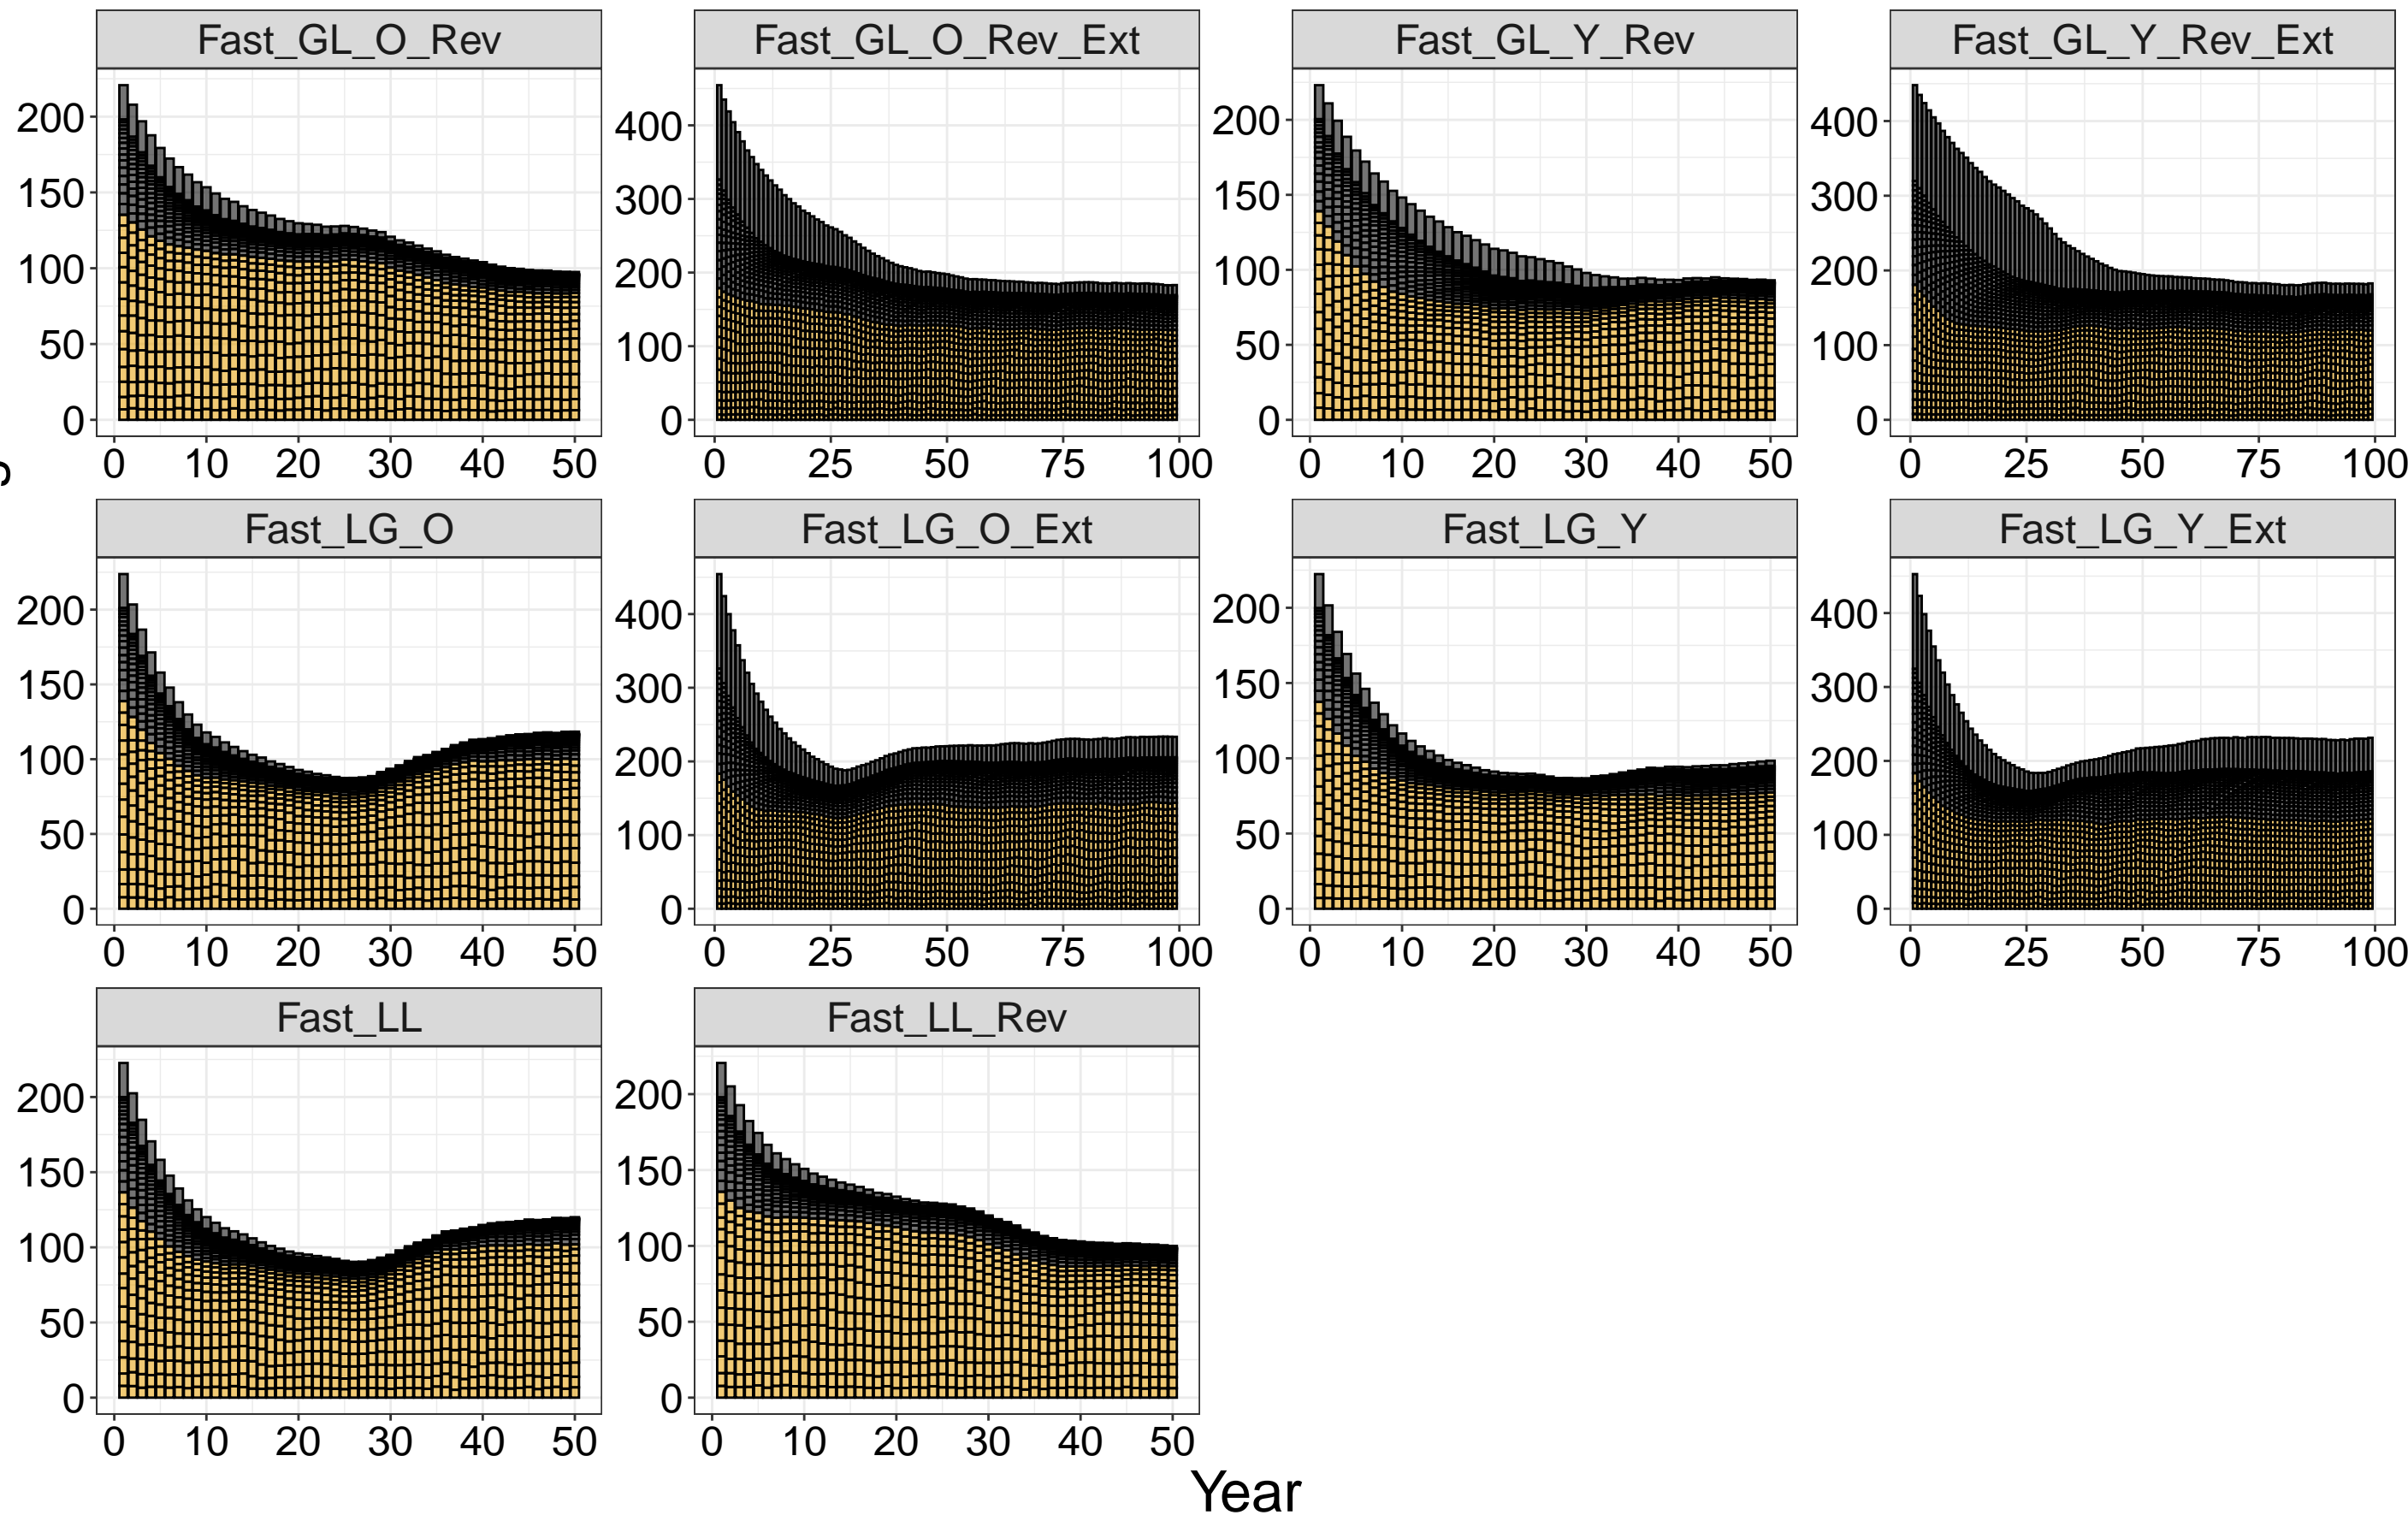 Fast_GL_O_Rev Fast_GL_O_Rev_Ext Fast_GL_Y_Rev Fast_GL_Y_Rev_Ext
200 400 200 400
150 300 150 300
100 200 100 200
50 100 50 100
0 0 0 0
0 10 20 30 40 50 0 25 50 75 100 0 10 20 30 40 50 0 25 50 75 100
Fast_LG_O Fast_LG_O_Ext Fast_LG_Y Fast_LG_Y_Ext
200 400 200 400
150 300 150 300
100 200 100 200
50 100 50 100
0 0 0 0
0 10 20 30 40 50 0 25 50 75 100 0 10 20 30 40 50 0 25 50 75 100
Fast_LL Fast_LL_Rev
200 200
150 150
100 100
50 50
0 0
0 10 20 30 40 50 0 10 20 30 40 50
Year